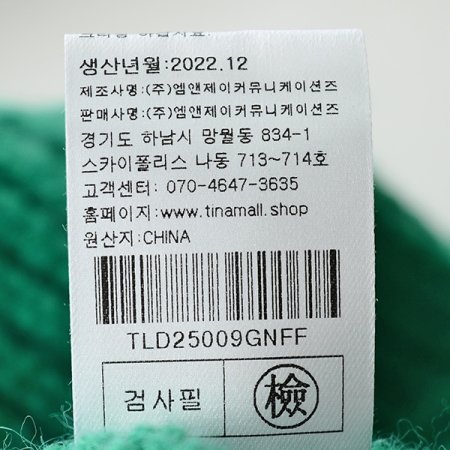 생산년월:2022.12
제조사명:(주)엠앤제이커뮤니케이션즈
판매사명:(주)엠앤제이커뮤니케이션즈
경기도 하남시 망월동 834-1
스카이폴리스 나동 713~714호
고객센터: 070-4647-3635
홈페이지:www.tinamall.shop
원산지:CHINA
TLD25009GNFF
검사필 檢